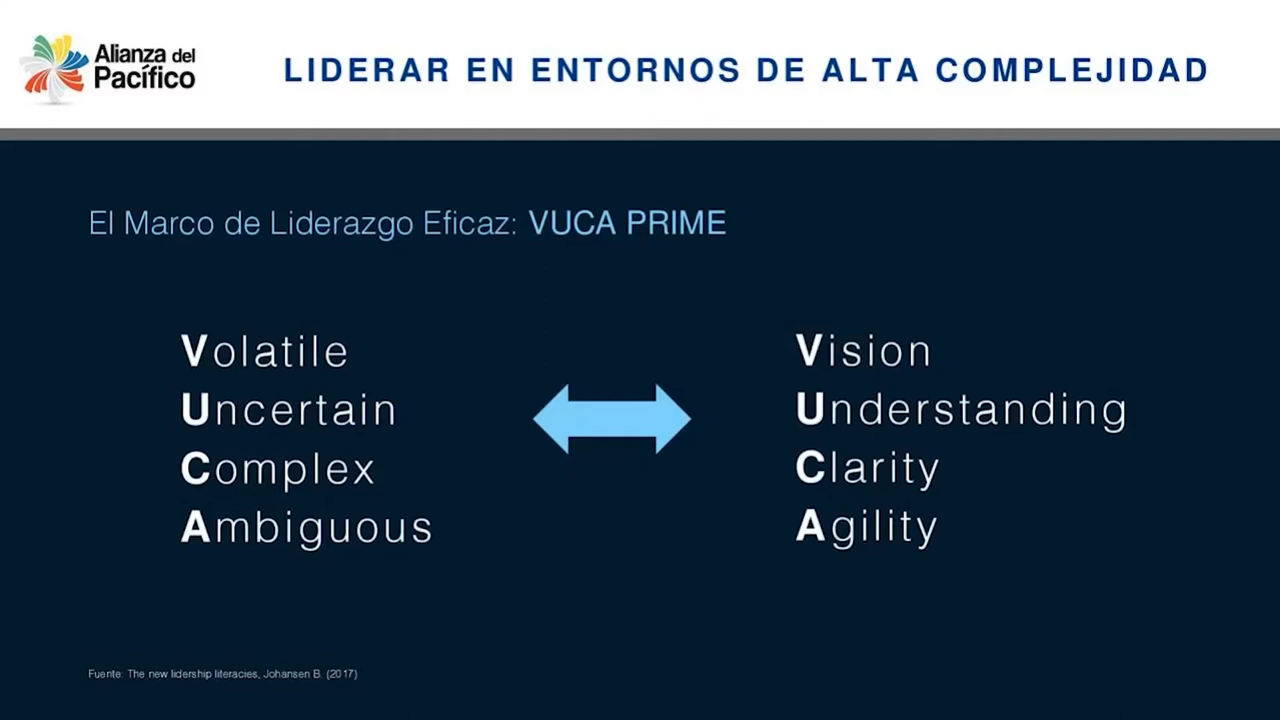 Alianza del
Pacífico
LIDERAR EN ENTORNOS DE ALTA COMPLEJIDAD
El Marco de Liderazgo Eficaz: VUCA PRIME
Volatile
Uncertain
Complex
Ambiguous
Vision
Understanding
Clarity
Agility
Fuente: The new lidership literacies, Johansen B. (2017)